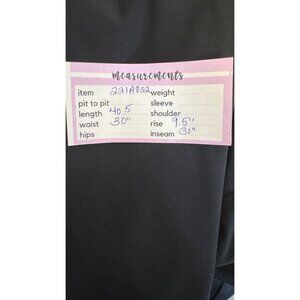 measurements
item 221A832 weight
pit to pit sleeve
length 40.5 shoulder
waist 30" rise 9.5"
hips inseam 31"